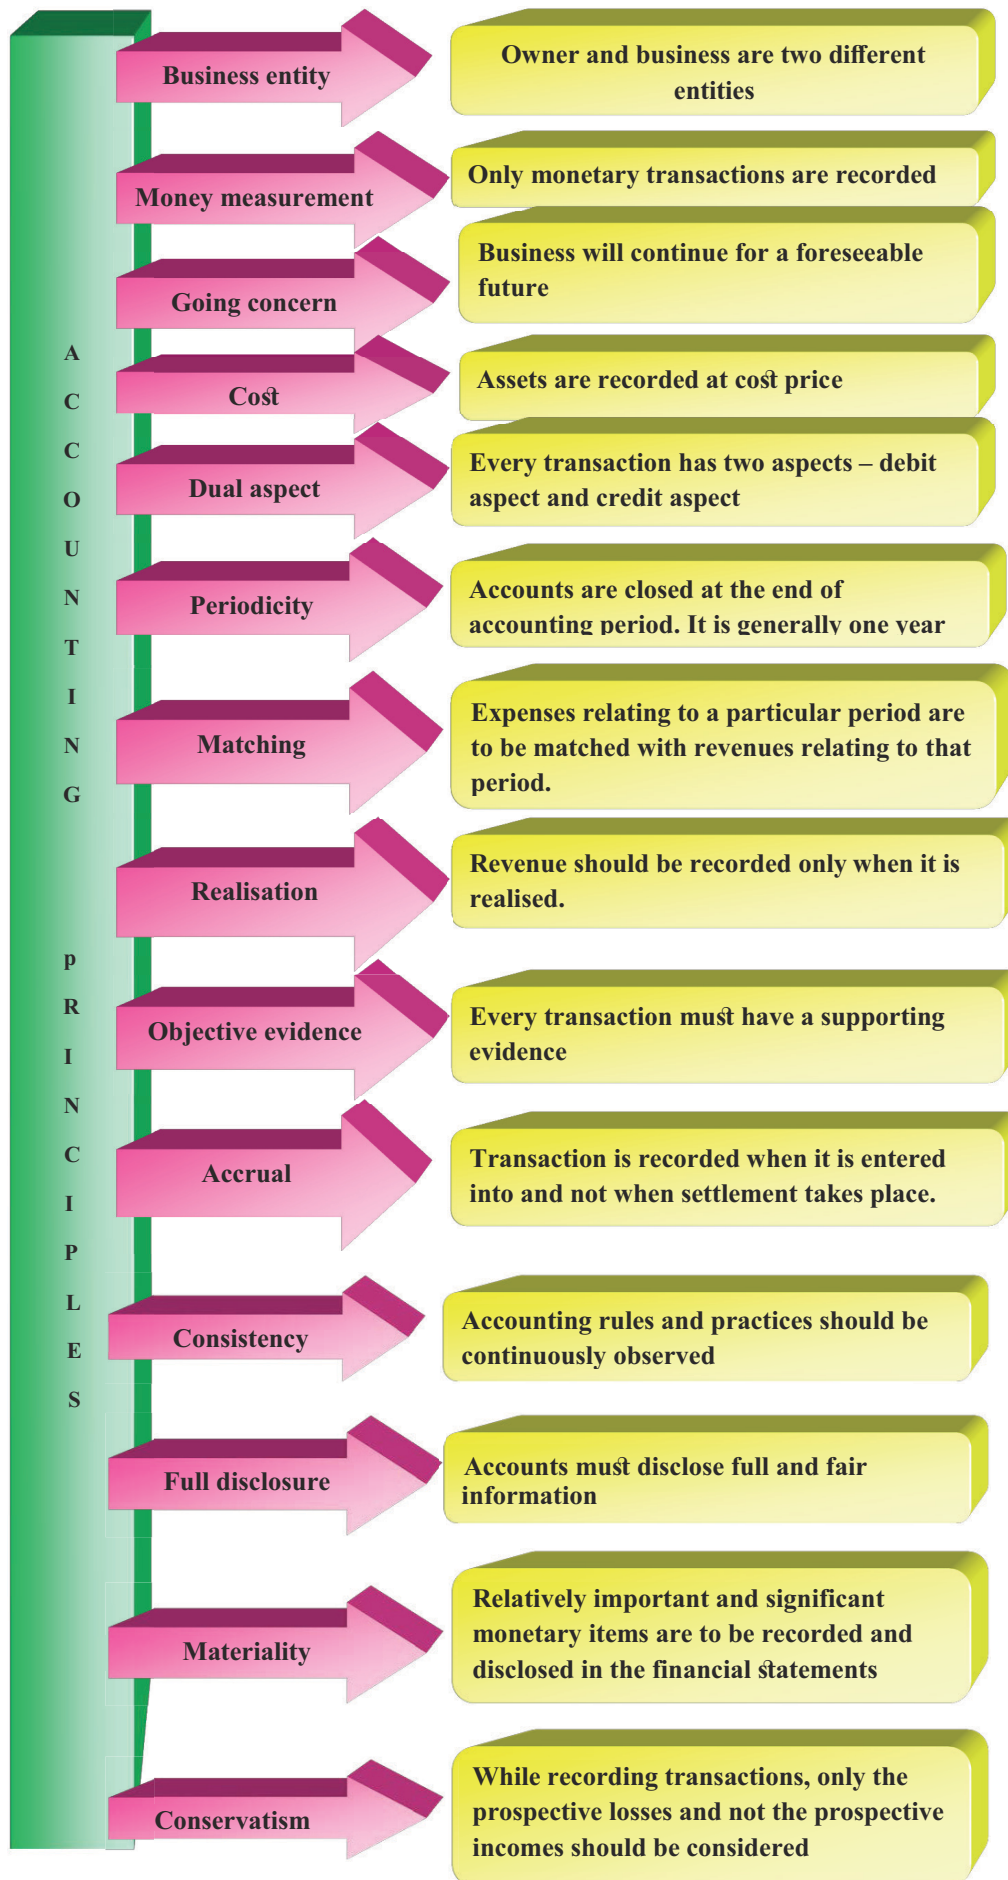 ACCOUNTING pRINCIPLES
Business entity
Owner and business are two different
entities
Money measurement
Only monetary transactions are recorded
Going concern
Business will continue for a foreseeable
future
Cost
Assets are recorded at cost price
Dual aspect
Every transaction has two aspects – debit
aspect and credit aspect
Periodicity
Accounts are closed at the end of
accounting period. It is generally one year
Matching
Expenses relating to a particular period are
to be matched with revenues relating to that
period.
Realisation
Revenue should be recorded only when it is
realised.
Objective evidence
Every transaction must have a supporting
evidence
Accrual
Transaction is recorded when it is entered
into and not when settlement takes place.
Consistency
Accounting rules and practices should be
continuously observed
Full disclosure
Accounts must disclose full and fair
information
Materiality
Relatively important and significant
monetary items are to be recorded and
disclosed in the financial statements
Conservatism
While recording transactions, only the
prospective losses and not the prospective
incomes should be considered